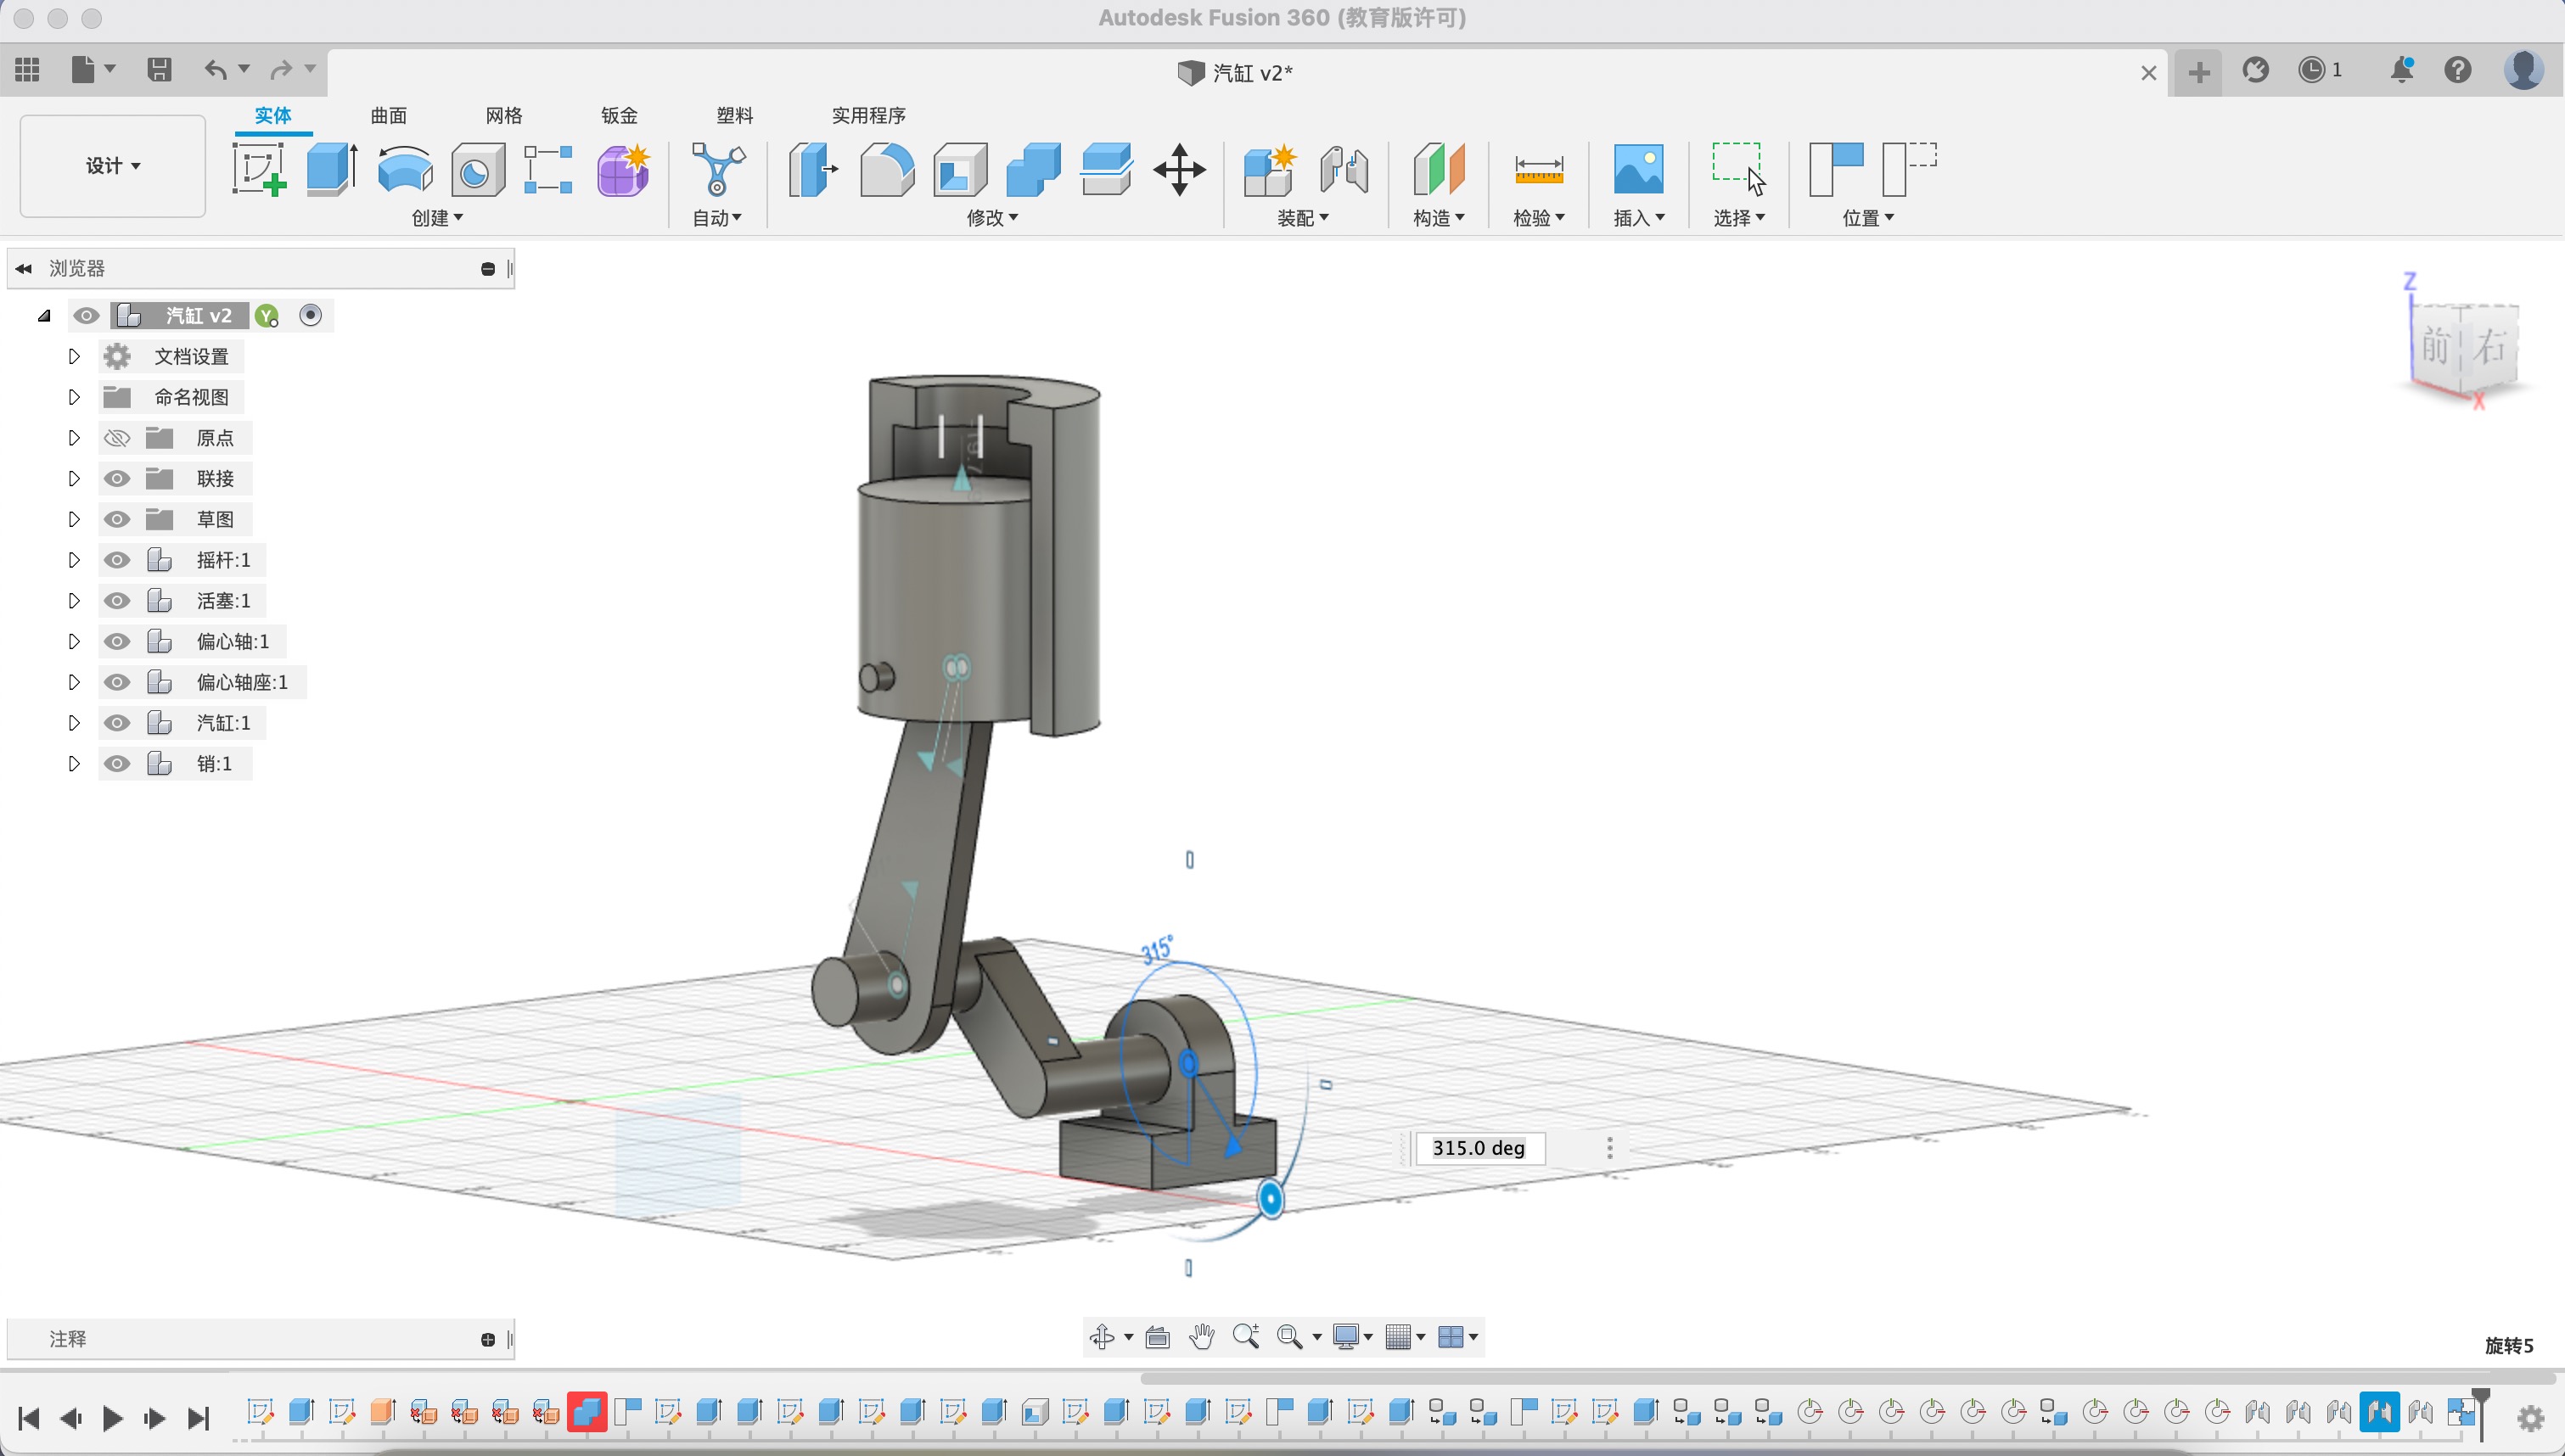 Autodesk Fusion 360 (教育版许可)
汽缸 v2*
1
实体 曲面 网格 钣金 塑料 实用程序
设计
创建 自动 修改 装配 构造 检验 插入 选择 位置
浏览器
汽缸 v2
文档设置
命名视图
原点
联接
草图
摇杆:1
活塞:1
偏心轴:1
偏心轴座:1
汽缸:1
销:1
Z
前 右
X
315°
315.0 deg
注释
旋转5